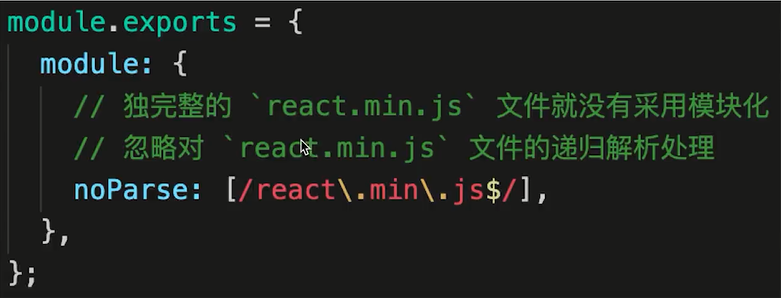 module.exports = {
  module: {
    // 独完整的 `react.min.js` 文件就没有采用模块化
    // 忽略对 `react.min.js` 文件的递归解析处理
    noParse: [/react\.min\.js$/],
  },
};